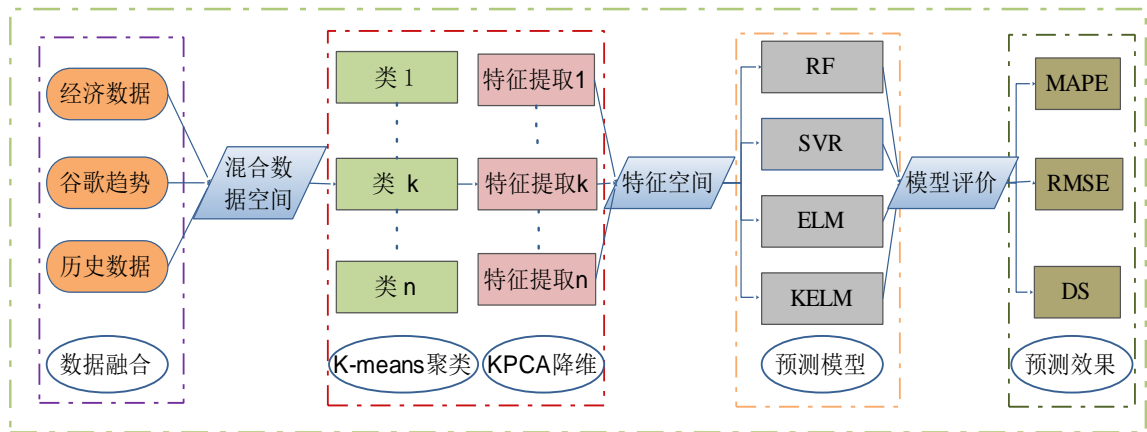 经济数据
谷歌趋势
历史数据
数据融合
混合数
据空间
类 1
类 k
类 n
K-means聚类
特征提取1
特征提取k
特征提取n
KPCA降维
特征空间
RF
SVR
ELM
KELM
预测模型
模型评价
MAPE
RMSE
DS
预测效果